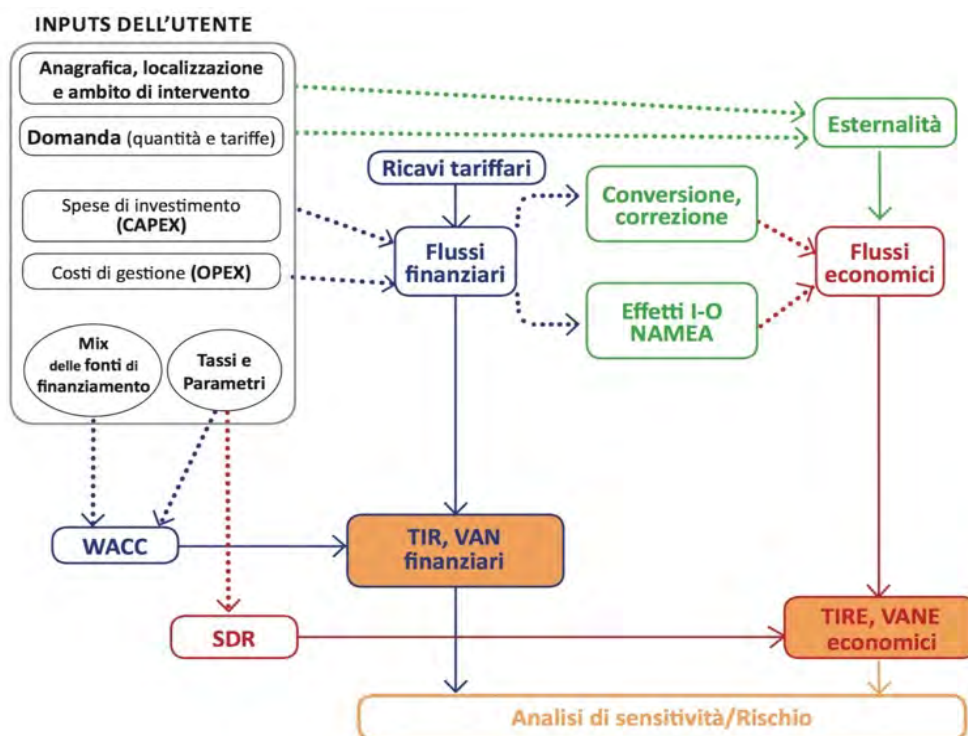 INPUTS DELL'UTENTE
Anagrafica, localizzazione
e ambito di intervento
Domanda (quantità e tariffe)
Spese di investimento
(CAPEX)
Costi di gestione (OPEX)
Mix
delle fonti di
finanziamento
Tassi e
Parametri
Esternalità
Ricavi tariffari
Conversione,
correzione
Flussi
finanziari
Flussi
economici
Effetti I-O
NAMEA
WACC
TIR, VAN
finanziari
SDR
TIRE, VANE
economici
Analisi di sensitività/Rischio